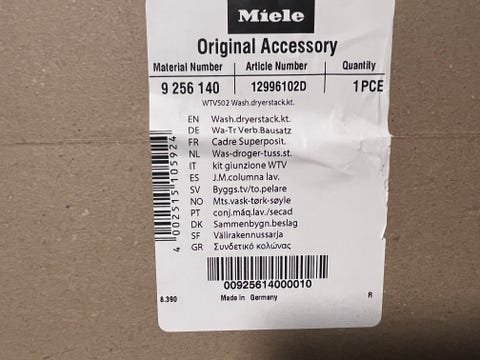 Miele
Original Accessory
Material Number Article Number Quantity
9 256 140 12996102D 1 PCE
WTV502 Wash.dryerstack.kt.
EN Wash.dryerstack.kt.
DE Wa-Tr Verb.Bausatz
FR Cadre Superposit.
NL Was-droger-tuss.st.
IT kit giunzione WTV
ES J.M.columna lav.
SV Byggs.tv/to.pelare
NO Mts.vask-tørk-søyle
PT conj.máq.lav./secad
DK Sammenbygn.beslag
SF Välirakennussarja
GR Συνδετικό κολώνας
4 002515 105924
00925614000010
8.390 Made in Germany R